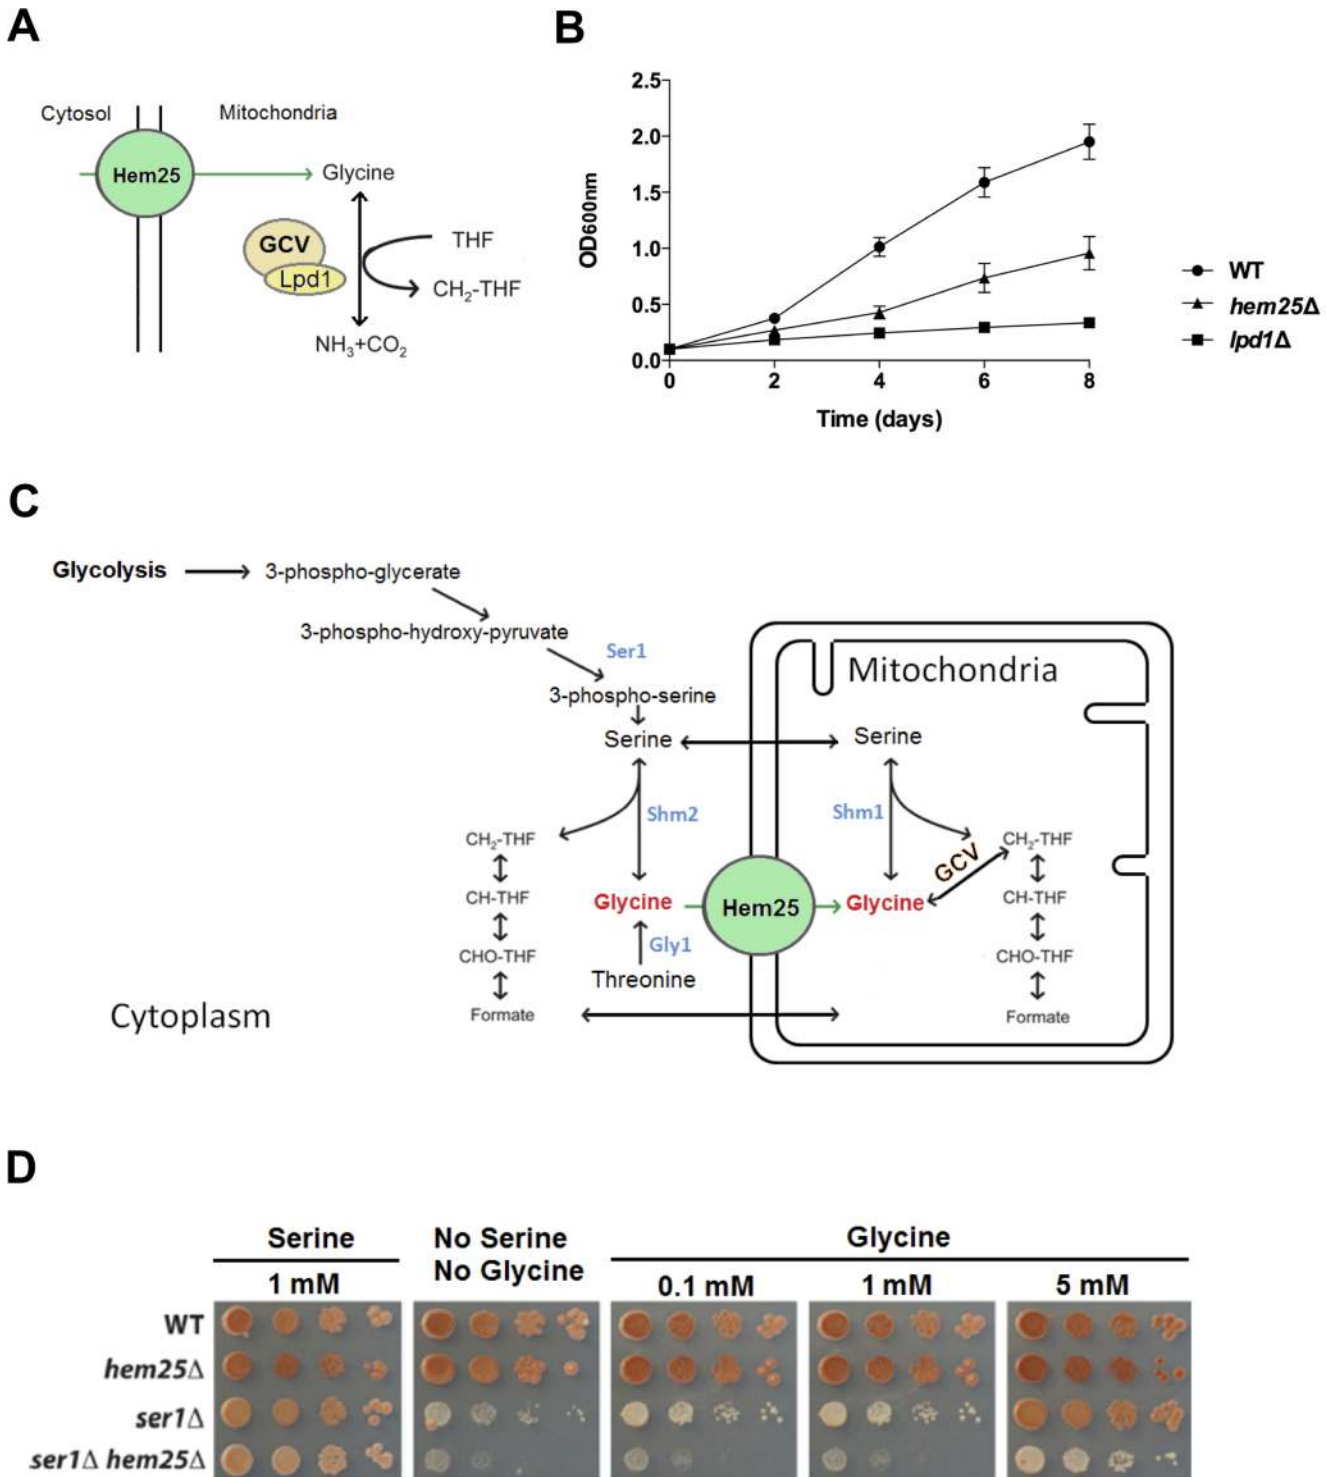 A
Cytosol
Mitochondria
Hem25
Glycine
GCV
Lpd1
THF
CH₂-THF
NH₃+CO₂
B
2.5
2.0
1.5
1.0
0.5
0.0
OD600nm
0 2 4 6 8
Time (days)
WT
hem25Δ
lpd1Δ
C
Glycolysis
3-phospho-glycerate
3-phospho-hydroxy-pyruvate
Ser1
3-phospho-serine
Mitochondria
Serine
Serine
Shm2
Shm1
CH₂-THF
GCV
CH₂-THF
CH-THF
Glycine
Hem25
Glycine
CH-THF
Gly1
CHO-THF
CHO-THF
Threonine
Cytoplasm
Formate
Formate
D
Serine
No Serine
No Glycine
Glycine
1 mM
0.1 mM
1 mM
5 mM
WT
hem25Δ
ser1Δ
ser1Δ hem25Δ